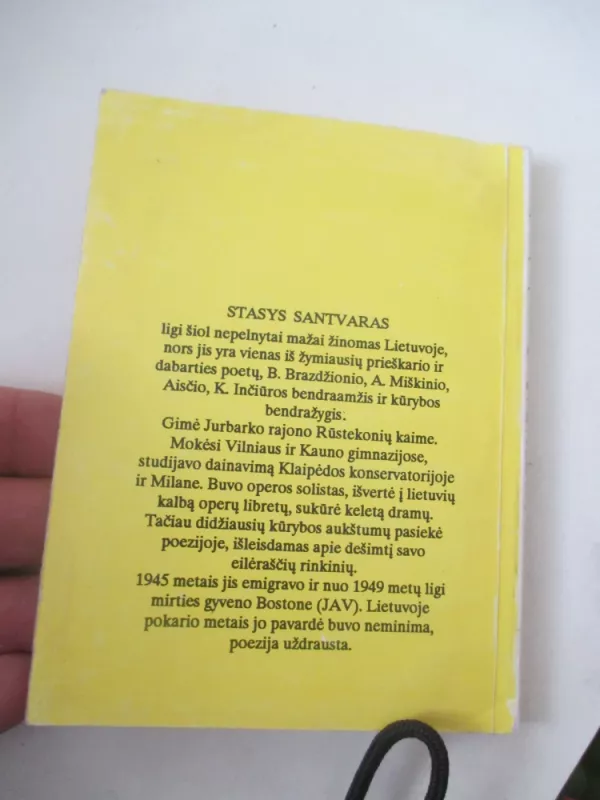 STASYS SANTVARAS
ligi šiol nepelnytai mažai žinomas Lietuvoje,
nors jis yra vienas iš žymiausių prieškario ir
dabarties poetų, B. Brazdžionio, A. Miškinio,
Aisčio, K. Inčiūros bendraamžis ir kūrybos
bendražygis.
Gimė Jurbarko rajono Rūstekonių kaime.
Mokėsi Vilniaus ir Kauno gimnazijose,
studijavo dainavimą Klaipėdos konservatorijoje
ir Milane. Buvo operos solistas, išvertė į lietuvių
kalbą operų libretų, sukūrė keletą dramų.
Tačiau didžiausių kūrybos aukštumų pasiekė
poezijoje, išleisdamas apie dešimtį savo
eilėraščių rinkinių.
1945 metais jis emigravo ir nuo 1949 metų ligi
mirties gyveno Bostone (JAV). Lietuvoje
pokario metais jo pavardė buvo neminima,
poezija uždrausta.